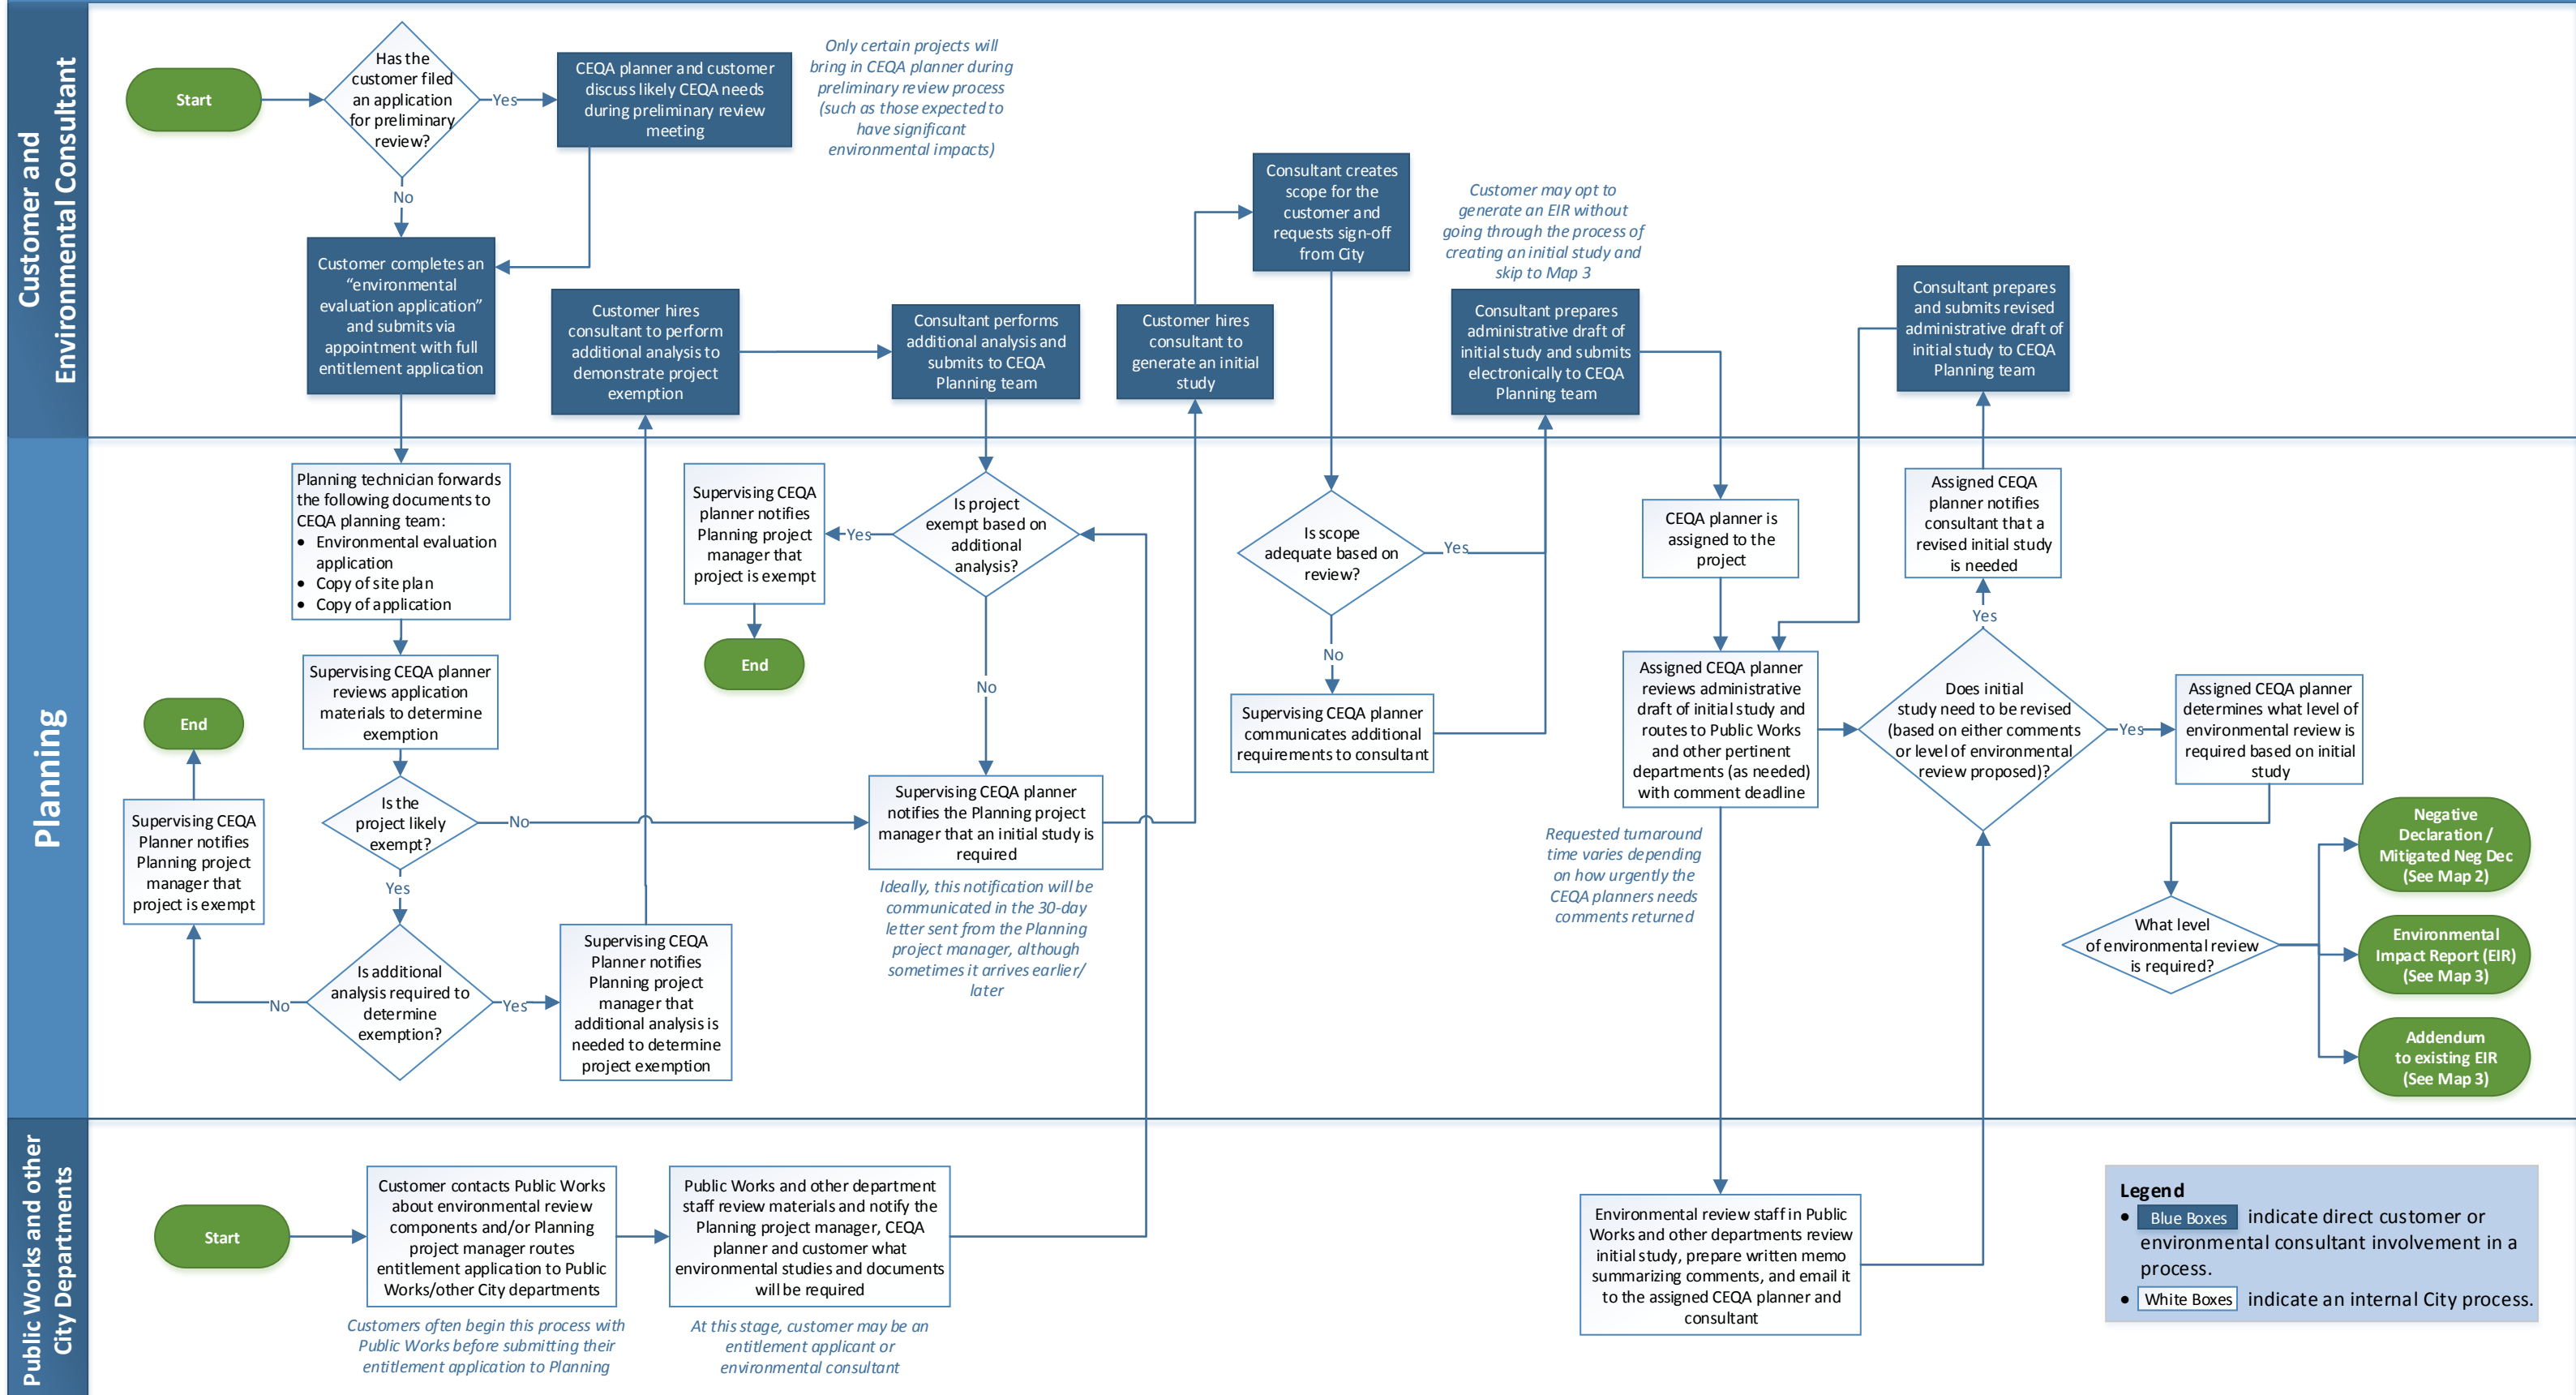 Customer and
Environmental Consultant
Start
Has the
customer filed
an application
for preliminary
review?
Yes
No
CEQA planner and customer
discuss likely CEQA needs
during preliminary review
meeting
Only certain projects will
bring in CEQA planner during
preliminary review process
(such as those expected to
have significant
environmental impacts)
Customer completes an
“environmental
evaluation application”
and submits via
appointment with full
entitlement application
Customer hires
consultant to perform
additional analysis to
demonstrate project
exemption
Consultant performs
additional analysis and
submits to CEQA
Planning team
Customer hires
consultant to
generate an initial
study
Consultant creates
scope for the
customer and
requests sign-off
from City
Customer may opt to
generate an EIR without
going through the process of
creating an initial study and
skip to Map 3
Consultant prepares
administrative draft of
initial study and submits
electronically to CEQA
Planning team
Consultant prepares
and submits revised
administrative draft of
initial study to CEQA
Planning team
Planning
Planning technician forwards
the following documents to
CEQA planning team:
• Environmental evaluation
application
• Copy of site plan
• Copy of application
Supervising CEQA planner
reviews application
materials to determine
exemption
Is the
project likely
exempt?
No
Yes
End
Supervising CEQA
Planner notifies
Planning project
manager that
project is exempt
No
Is additional
analysis required to
determine
exemption?
Yes
Supervising CEQA
Planner notifies
Planning project
manager that
additional analysis is
needed to determine
project exemption
Supervising CEQA
planner notifies
Planning project
manager that
project is exempt
End
Yes
Is project
exempt based on
additional
analysis?
No
Supervising CEQA planner
notifies the Planning project
manager that an initial study is
required
Ideally, this notification will be
communicated in the 30-day
letter sent from the Planning
project manager, although
sometimes it arrives earlier/
later
Is scope
adequate based on
review?
Yes
No
Supervising CEQA planner
communicates additional
requirements to consultant
CEQA planner is
assigned to the
project
Assigned CEQA planner
reviews administrative
draft of initial study and
routes to Public Works
and other pertinent
departments (as needed)
with comment deadline
Requested turnaround
time varies depending
on how urgently the
CEQA planners needs
comments returned
Assigned CEQA
planner notifies
consultant that a
revised initial study
is needed
Yes
Does initial
study need to be revised
(based on either comments
or level of environmental
review proposed)?
Yes
Assigned CEQA planner
determines what level of
environmental review is
required based on initial
study
What level
of environmental review
is required?
Negative
Declaration /
Mitigated Neg Dec
(See Map 2)
Environmental
Impact Report (EIR)
(See Map 3)
Addendum
to existing EIR
(See Map 3)
Public Works and other
City Departments
Start
Customer contacts Public Works
about environmental review
components and/or Planning
project manager routes
entitlement application to Public
Works/other City departments
Customers often begin this process with
Public Works before submitting their
entitlement application to Planning
Public Works and other department
staff review materials and notify the
Planning project manager, CEQA
planner and customer what
environmental studies and documents
will be required
At this stage, customer may be an
entitlement applicant or
environmental consultant
Environmental review staff in Public
Works and other departments review
initial study, prepare written memo
summarizing comments, and email it
to the assigned CEQA planner and
consultant
Legend
• Blue Boxes indicate direct customer or
environmental consultant involvement in a
process.
• White Boxes indicate an internal City process.